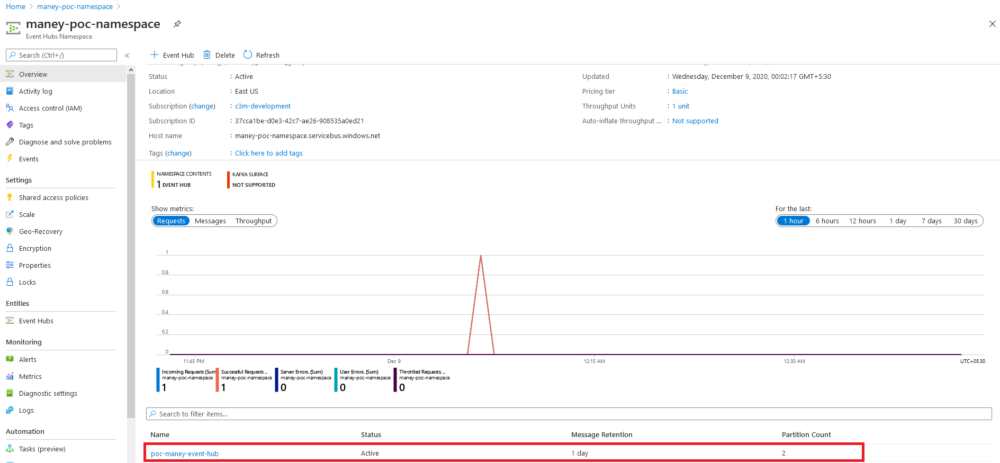 Home > maney-poc-namespace >
maney-poc-namespace
Event Hubs Namespace
Search (Ctrl+/)
«
Event Hub Delete Refresh
Overview
Activity log
Access control (IAM)
Tags
Diagnose and solve problems
Events
Settings
Shared access policies
Scale
Geo-Recovery
Encryption
Properties
Locks
Entities
Event Hubs
Monitoring
Alerts
Metrics
Diagnostic settings
Logs
Automation
Tasks (preview)
Status : Active
Location : East US
Subscription (change) : c3m-development
Subscription ID : 37cca1be-d0e3-42c7-ae26-908535a0ed21
Host name : maney-poc-namespace.servicebus.windows.net
Tags (change) : Click here to add tags
Updated : Wednesday, December 9, 2020, 00:02:17 GMT+5:30
Pricing tier : Basic
Throughput Units : 1 unit
Auto-inflate throughput ... : Not supported
NAMESPACE CONTENTS
1 EVENT HUB
KAFKA SURFACE
NOT SUPPORTED
Show metrics:
Requests Messages Throughput
For the last:
1 hour 6 hours 12 hours 1 day 7 days 30 days
1
0.8
0.6
0.4
0.2
0
11:45 PM Dec 9 12:15 AM 12:30 AM UTC+05:30
Incoming Requests (Sum
maney-poc-namespace
1
Successful Requests ...
maney-poc-namespace
1
Server Errors. (Sum)
maney-poc-namespace
0
User Errors. (Sum)
maney-poc-namespace
0
Throttled Requests. ...
maney-poc-namespace
0
Search to filter items...
Name Status Message Retention Partition Count
poc-maney-event-hub Active 1 day 2